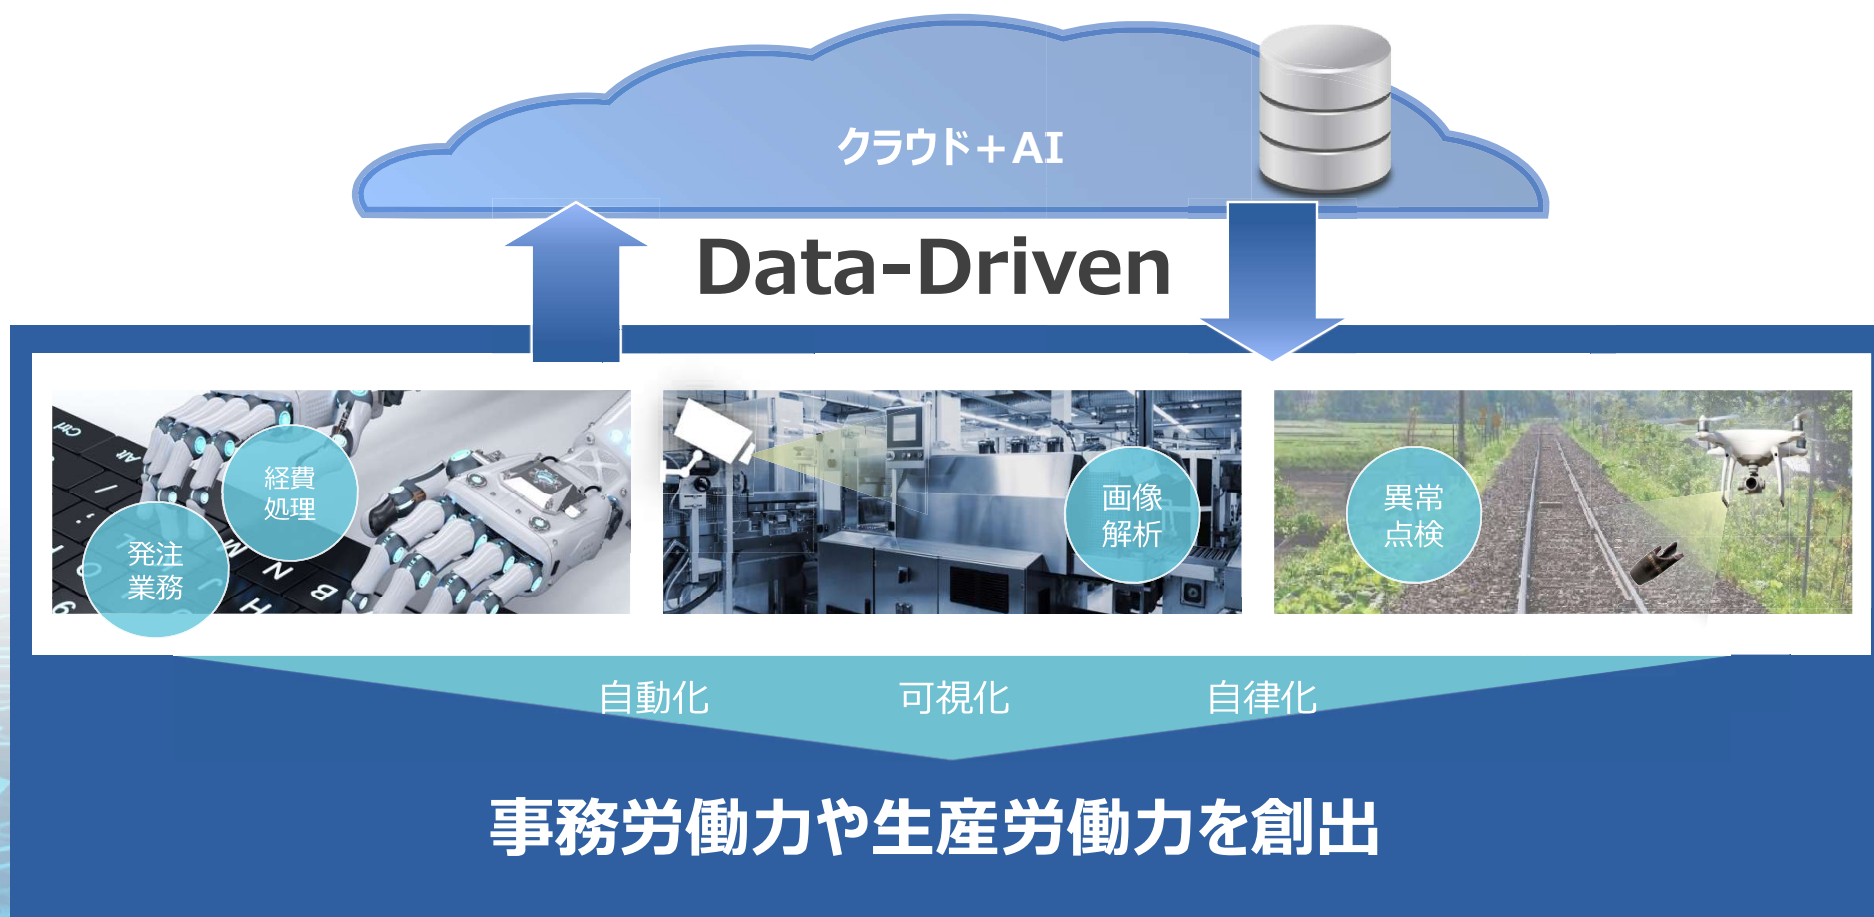 クラウド＋AI
Data-Driven
経費
処理
発注
業務
画像
解析
異常
点検
Ctrl
Alt
M
N
B
J
H
自動化
可視化
自律化
事務労働力や生産労働力を創出